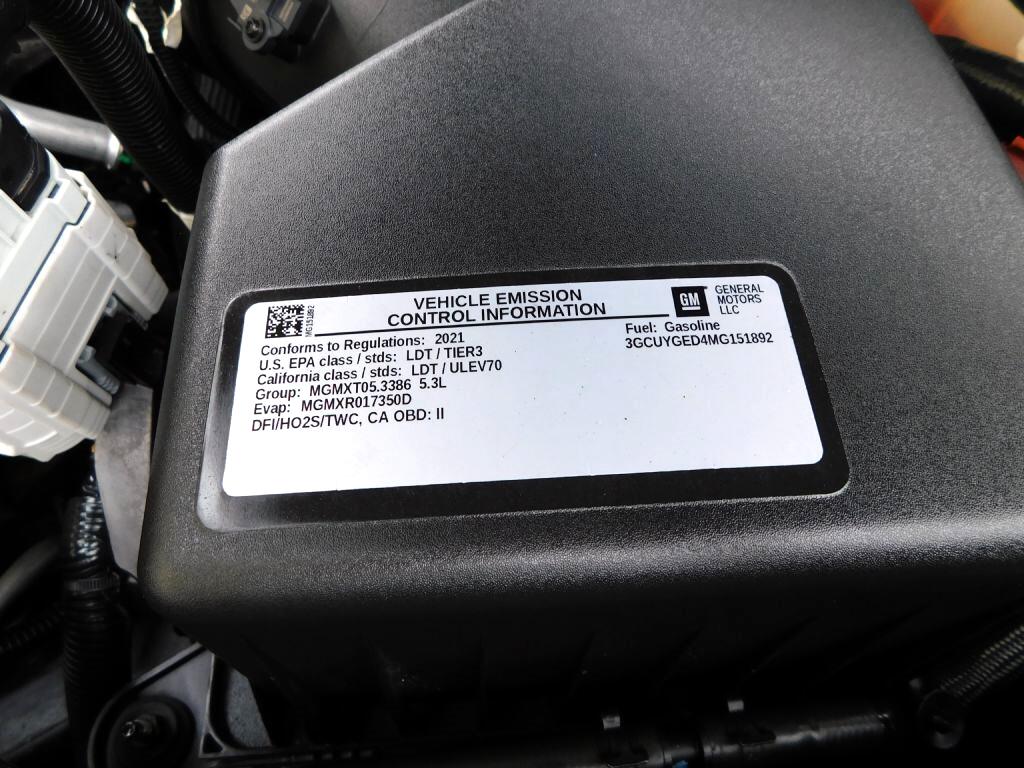 MG151892
VEHICLE EMISSION
CONTROL INFORMATION
GM
GENERAL
MOTORS
LLC
Conforms to Regulations: 2021
U.S. EPA class / stds: LDT / TIER3
California class / stds: LDT / ULEV70
Group: MGMXT05.3386 5.3L
Evap: MGMXR017350D
DFI/HO2S/TWC, CA OBD: II
Fuel: Gasoline
3GCUYGED4MG151892